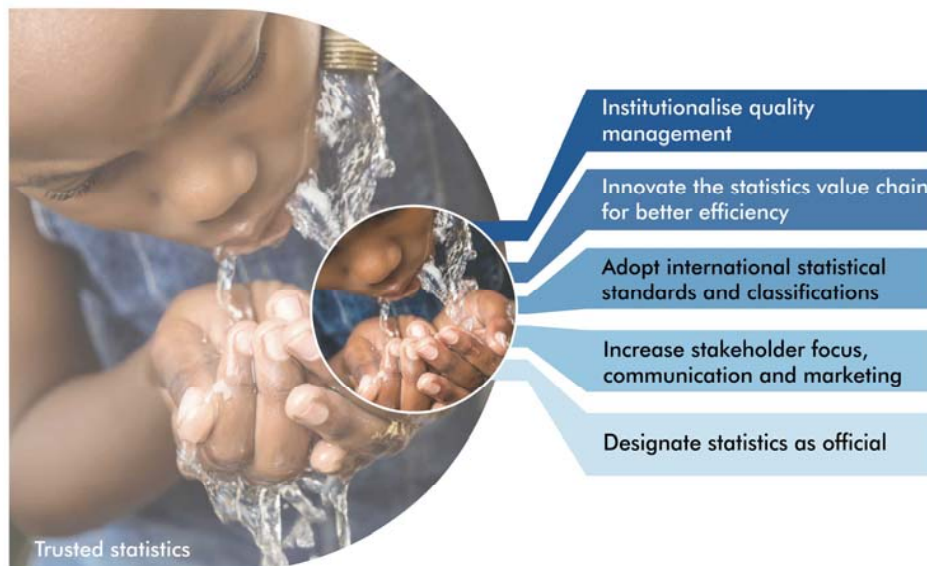 Institutionalise quality
management
Innovate the statistics value chain
for better efficiency
Adopt international statistical
standards and classifications
Increase stakeholder focus,
communication and marketing
Designate statistics as official
Trusted statistics